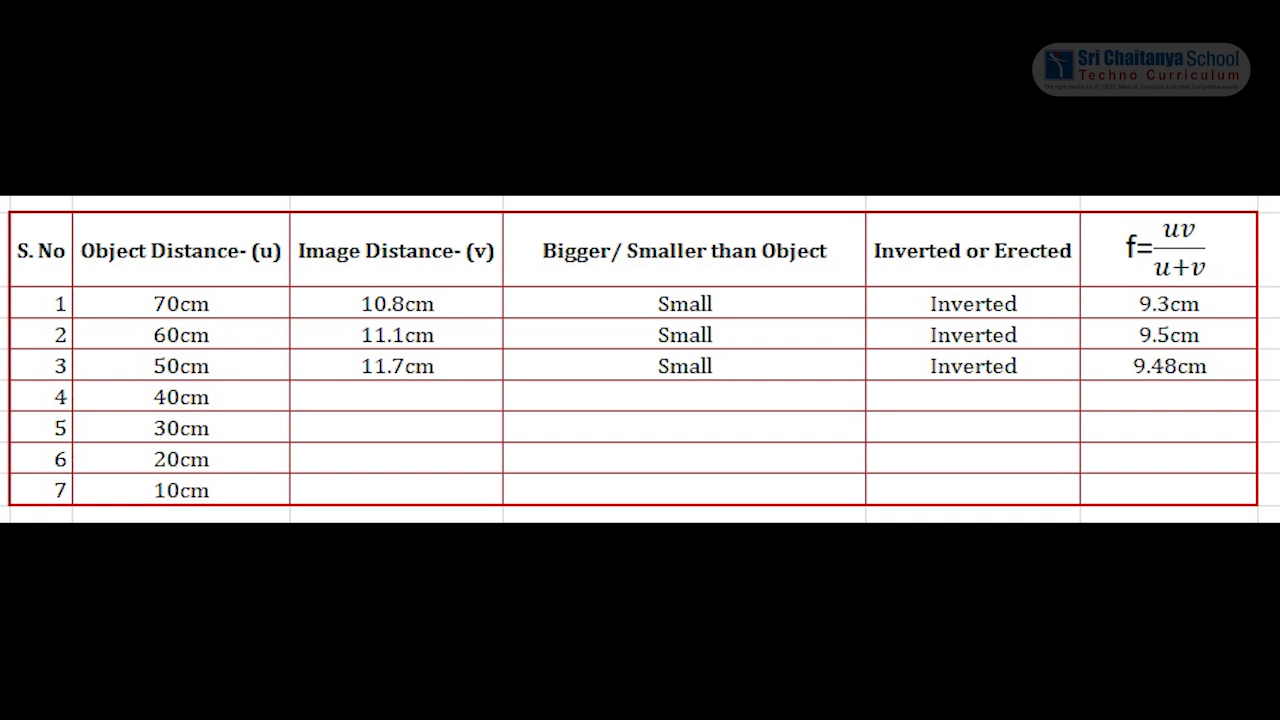 Sri Chaitanya School
Techno Curriculum
S. No Object Distance- (u) Image Distance- (v) Bigger/ Smaller than Object Inverted or Erected f=uv/u+v
1 70cm 10.8cm Small Inverted 9.3cm
2 60cm 11.1cm Small Inverted 9.5cm
3 50cm 11.7cm Small Inverted 9.48cm
4 40cm
5 30cm
6 20cm
7 10cm